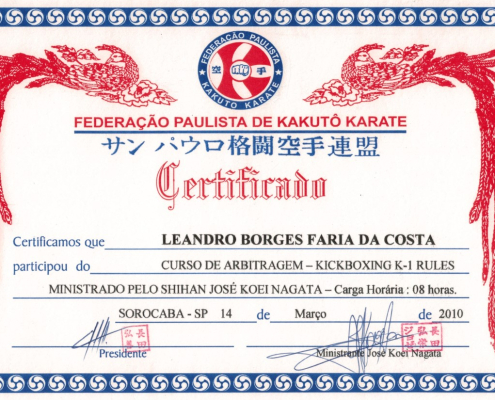 FEDERAÇÃO PAULISTA
空手
KAKUTO KARATE
FEDERAÇÃO PAULISTA DE KAKUTÔ KARATE
サン パウロ格闘空手連盟
Certificado
Certificamos que LEANDRO BORGES FARIA DA COSTA
participou do CURSO DE ARBITRAGEM – KICKBOXING K-1 RULES
MINISTRADO PELO SHIHAN JOSÉ KOEI NAGATA – Carga Horária : 08 horas.
SOROCABA - SP 14 de Março de 2010
Presidente
Ministrante José Koei Nagata